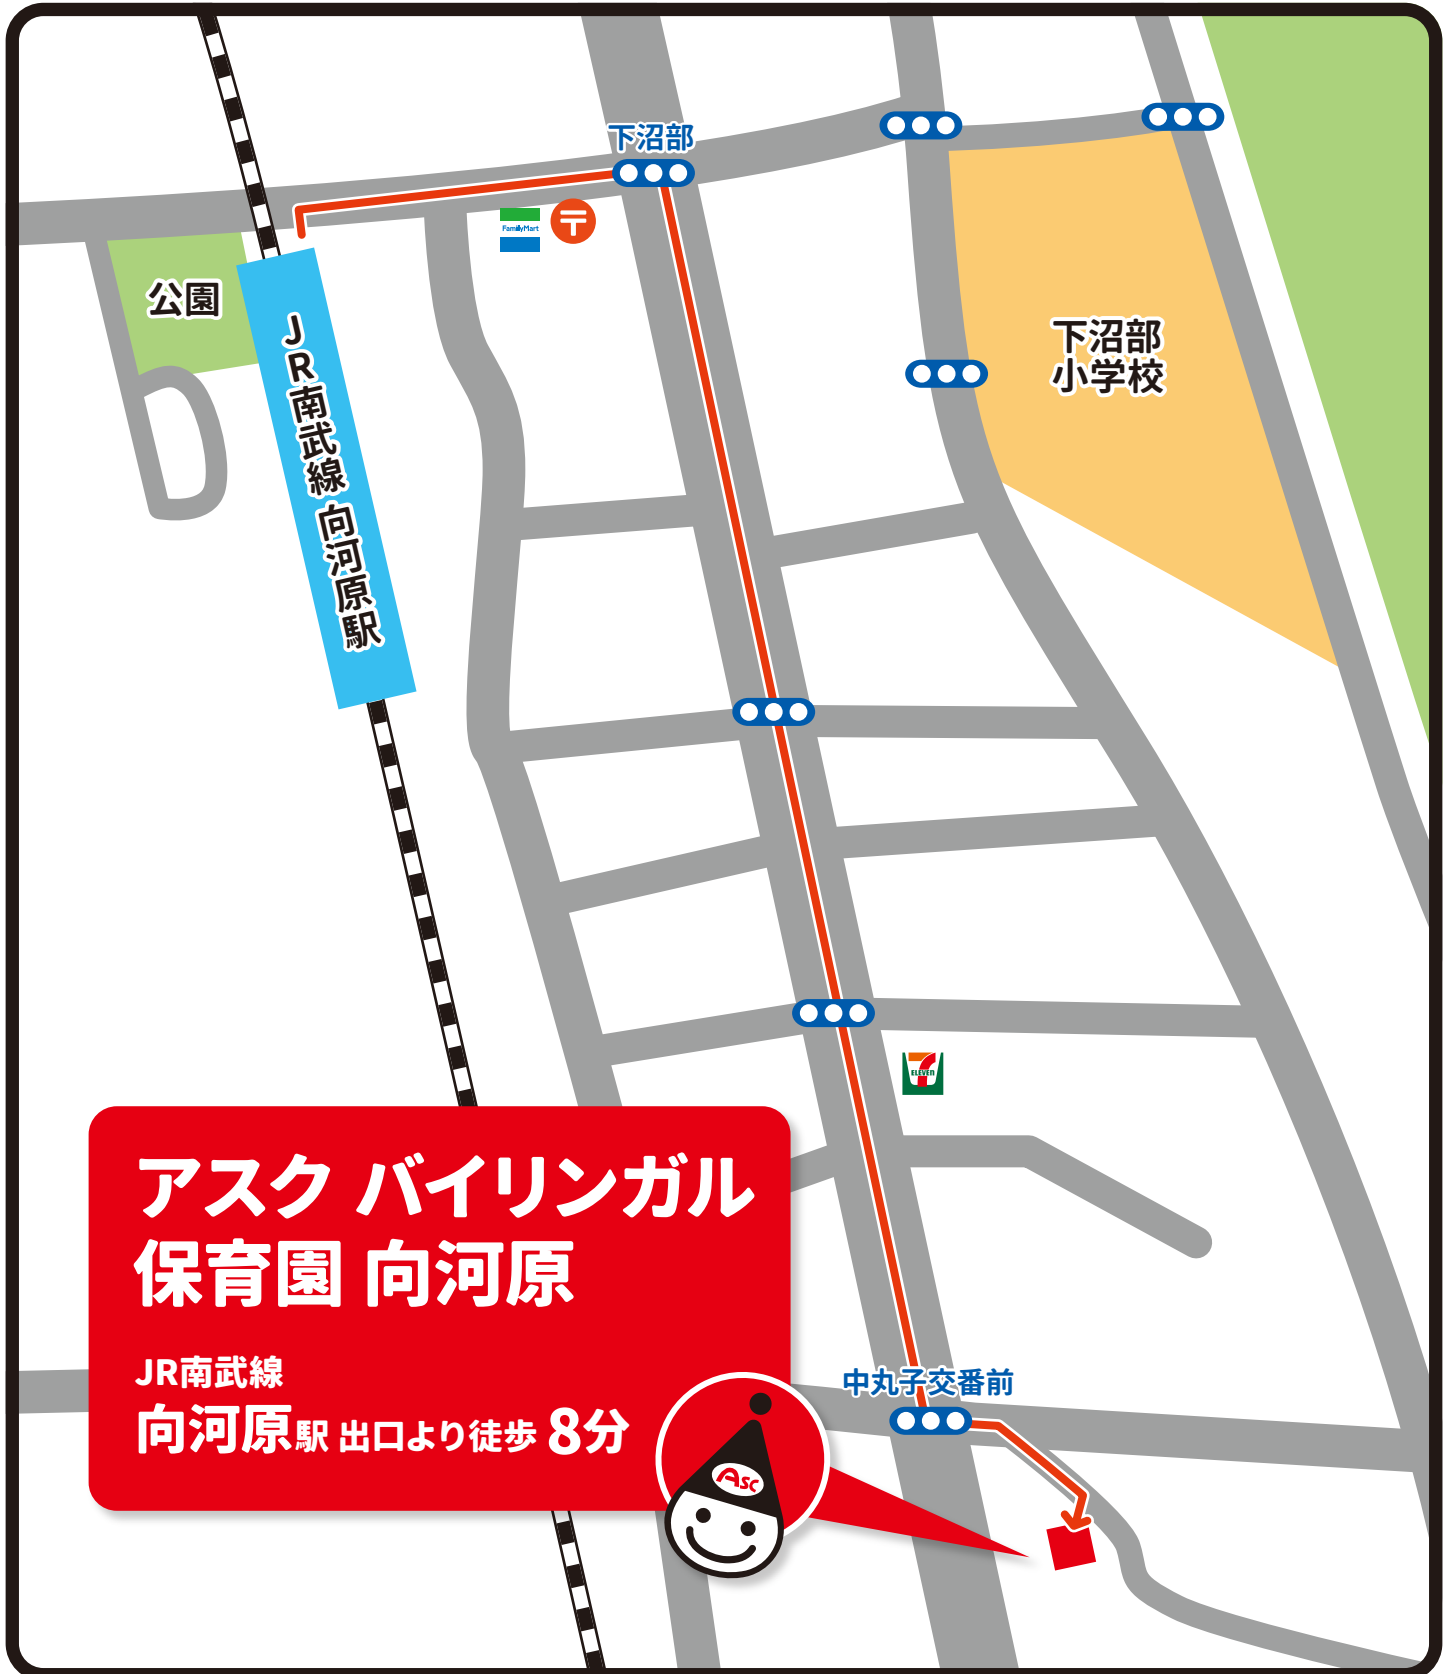 下沼部
FamilyMart
公園
JR南武線 向河原駅
下沼部
小学校
7
ELEVEN
アスク バイリンガル
保育園 向河原
JR南武線
向河原駅 出口より徒歩 8分
中丸子交番前
ASC